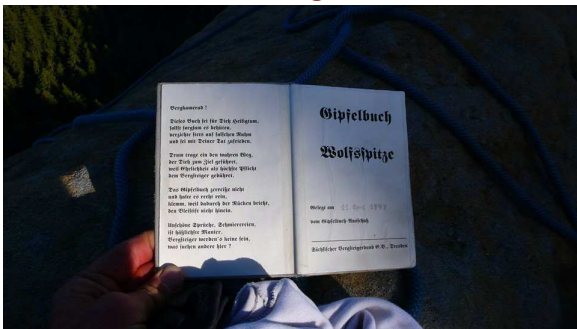 Bergkamerad !
Dieses Buch sei für Dich Heiligtum,
sollst sorgsam es behüten,
verzichte stets auf falschen Ruhm
und sei mit Deiner Tat zufrieden.
Drum trage ein den wahren Weg,
der Dich zum Ziel geführet,
weil Ehrlichkeit als höchste Pflicht
dem Bergsteiger gebühret.
Das Gipfelbuch zerreiße nicht
und halte es recht rein,
klemm, weil dadurch der Rücken bricht,
den Bleistift nicht hinein.
Unschöne Sprüche, Schmierereien,
ist häßlichste Manier.
Bergsteiger werden's keine sein,
was suchen andere hier ?
Gipfelbuch
Wolfsspitze
Gelegt am
vom Gipfelbuch-Ausschuß
Sächsischer Bergsteigerbund E.V., Dresden